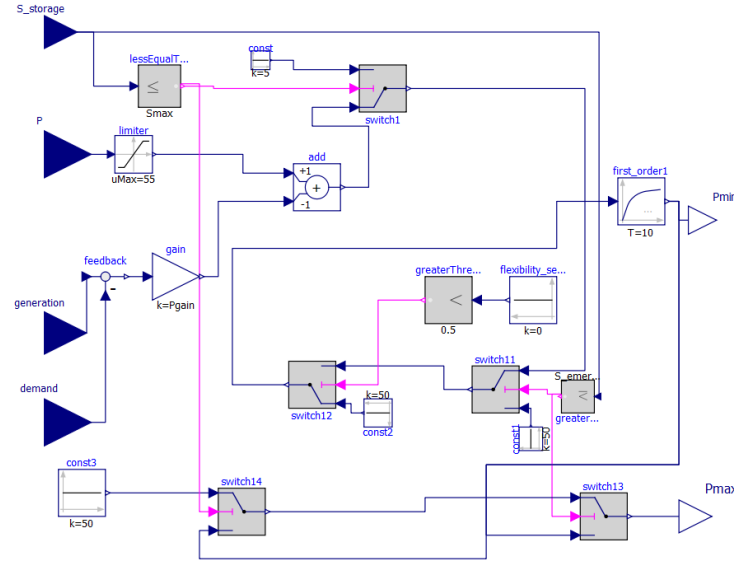 S_storage
const
lessEqualT...
k=5
≤
Smax
switch1
P
limiter
uMax=55
add
+1
+
-1
first_order1
...
T=10
Pmin
feedback
gain
-
k=Pgain
generation
greaterThre...
flexibility_se...
<
0.5
k=0
demand
switch11
S_emer...
k=50
switch12
const2
greater...
const1
k=50
const3
k=50
switch14
switch13
Pmax